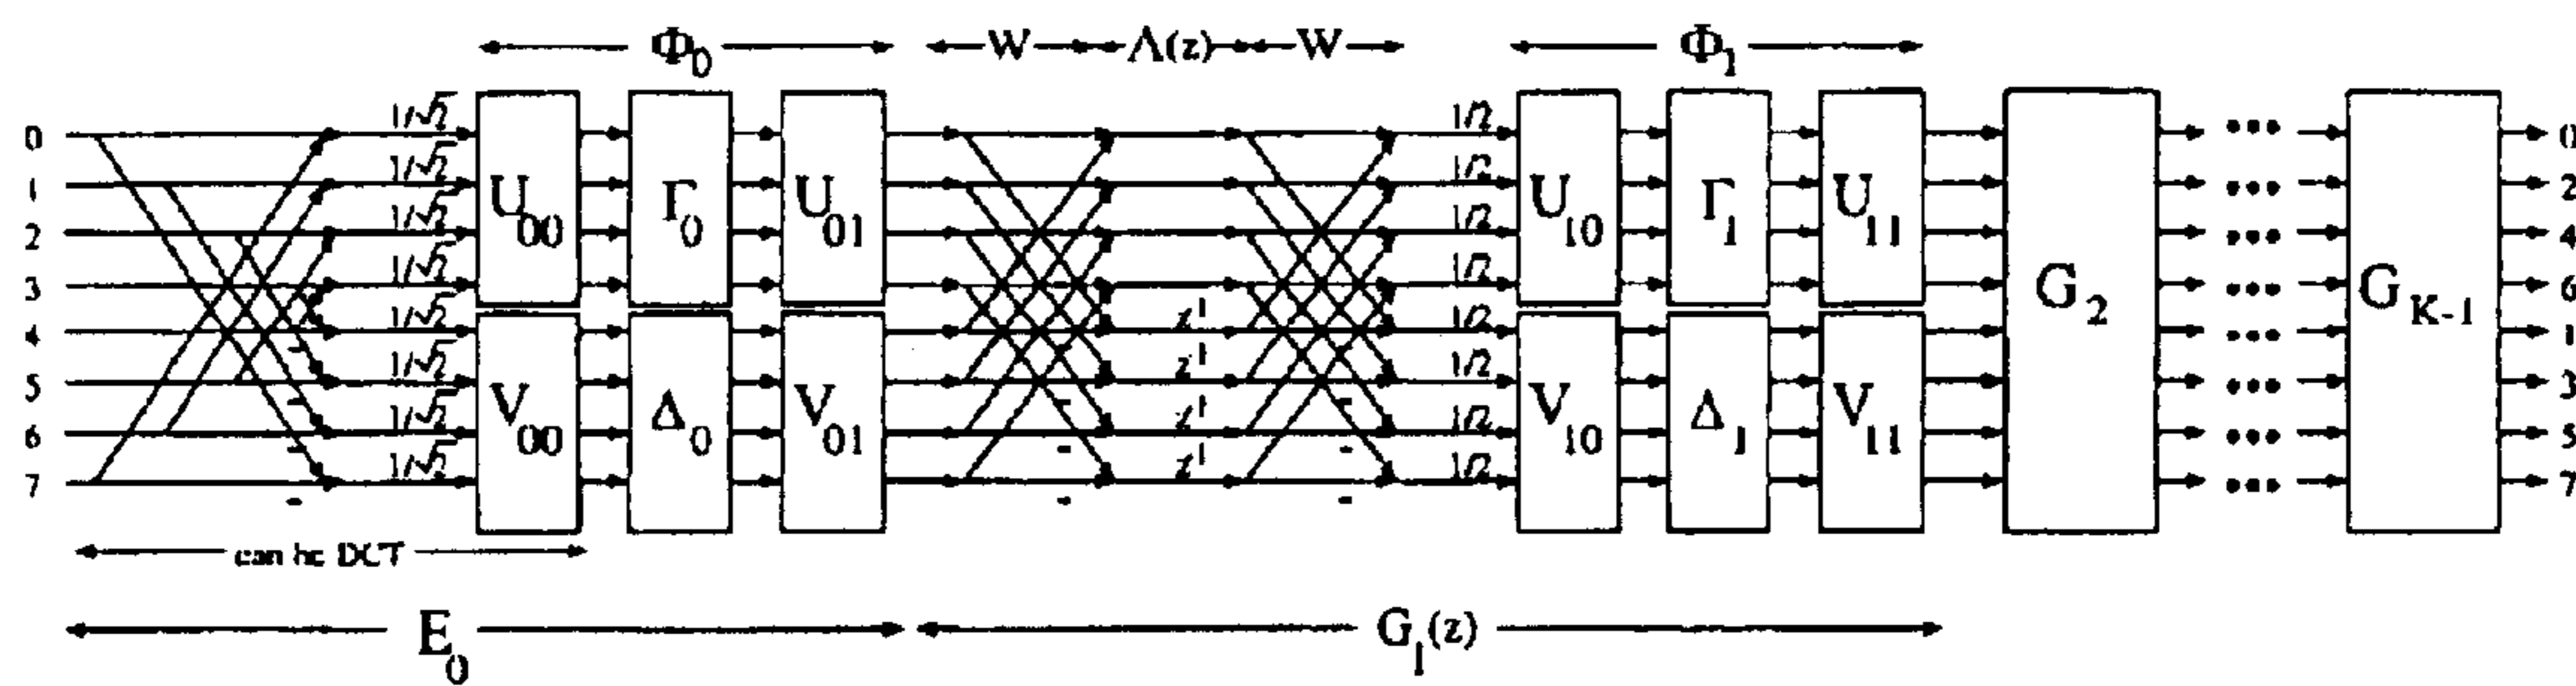 Φ0 W Λ(z) W Φ1
0 1/√2 1/2 0
1 1/√2 1/2 2
2 1/√2 1/2 4
3 1/√2 1/2 6
4 1/√2 z-1 1/2 1
5 1/√2 z-1 1/2 3
6 1/√2 z-1 1/2 5
7 1/√2 z-1 1/2 7
U00 Γ0 U01 U10 Γ1 U11
V00 Δ0 V01 V10 Δ1 V11
G2 ••• GK-1
- - - -
can be DCT
E0 G1(z)